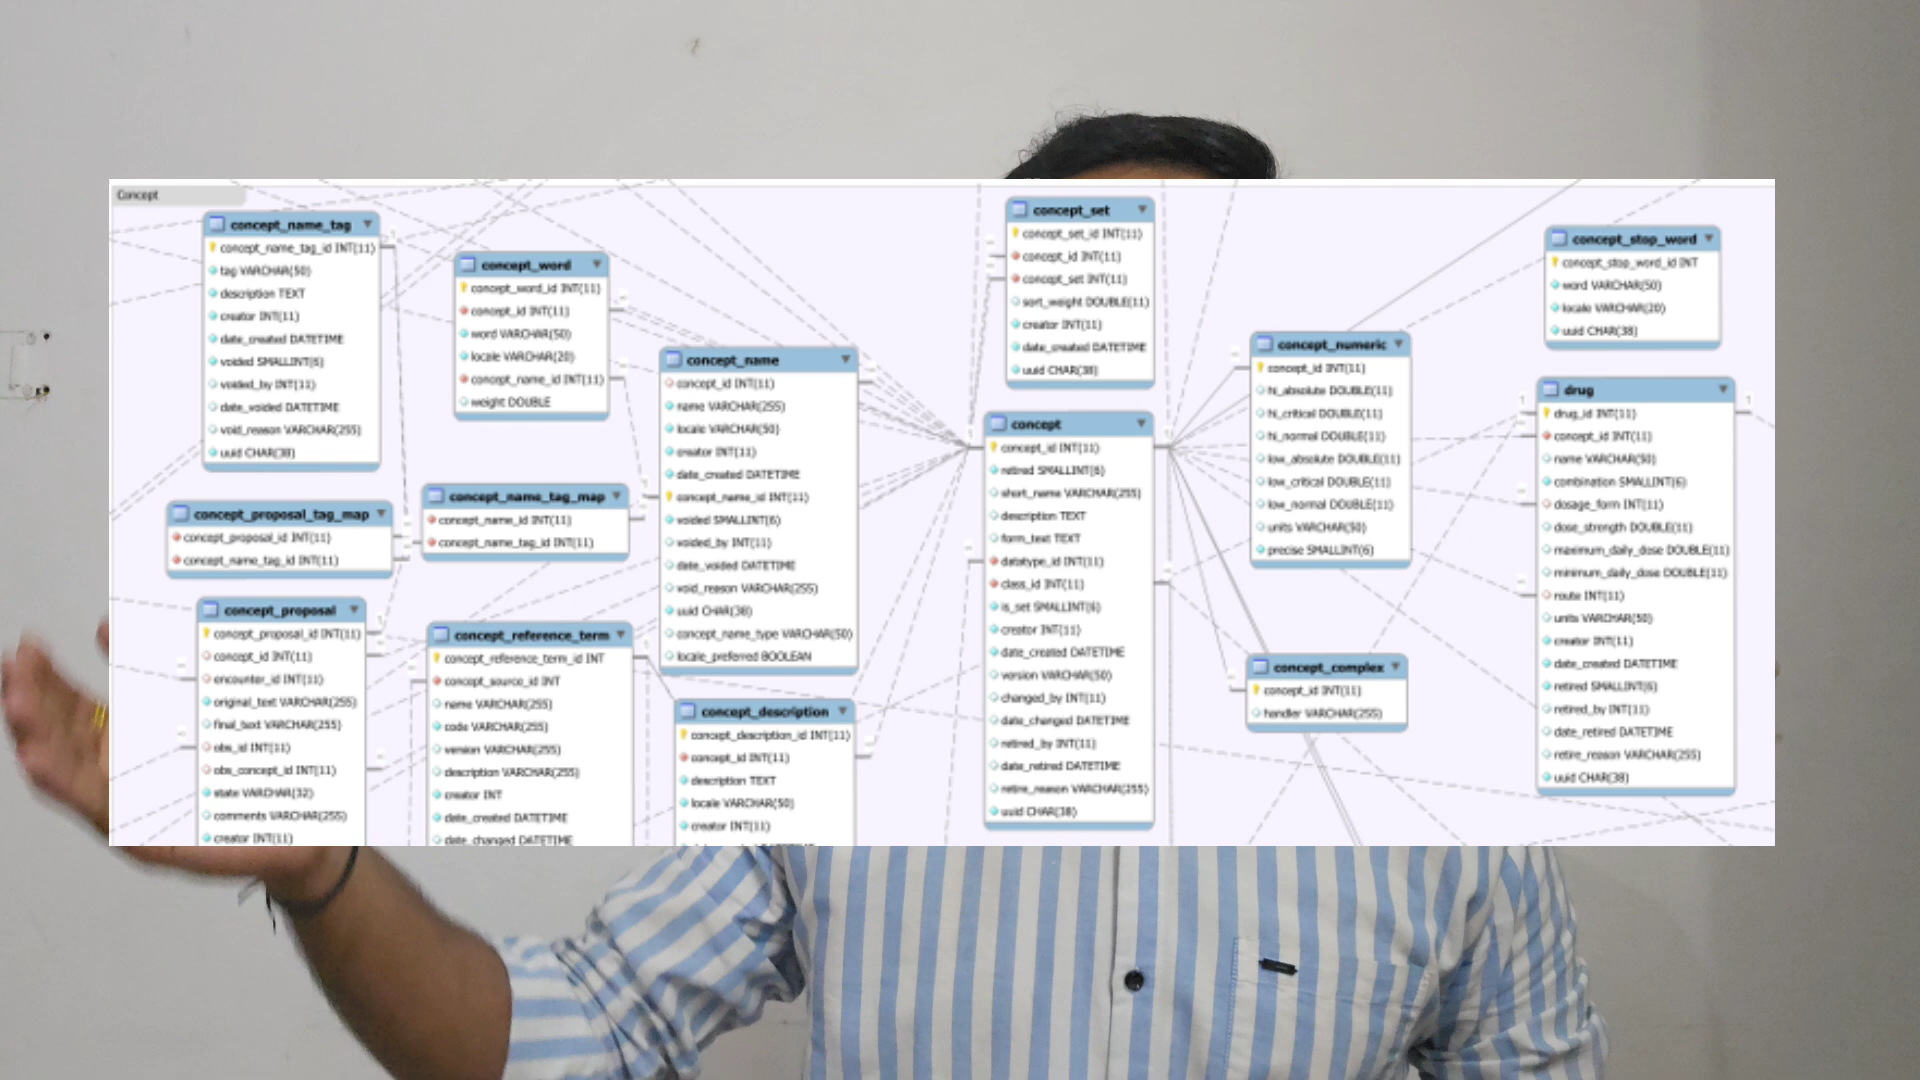 Concept
concept_name_tag
concept_name_tag_id INT(11)
tag VARCHAR(50)
description TEXT
creator INT(11)
date_created DATETIME
voided SMALLINT(6)
voided_by INT(11)
date_voided DATETIME
void_reason VARCHAR(255)
uuid CHAR(38)
concept_proposal_tag_map
concept_proposal_id INT(11)
concept_name_tag_id INT(11)
concept_proposal
concept_proposal_id INT(11)
concept_id INT(11)
encounter_id INT(11)
original_text VARCHAR(255)
final_text VARCHAR(255)
obs_id INT(11)
obs_concept_id INT(11)
state VARCHAR(32)
comments VARCHAR(255)
creator INT(11)
concept_word
concept_word_id INT(11)
concept_id INT(11)
word VARCHAR(50)
locale VARCHAR(20)
concept_name_id INT(11)
weight DOUBLE
concept_name_tag_map
concept_name_id INT(11)
concept_name_tag_id INT(11)
concept_reference_term
concept_reference_term_id INT
concept_source_id INT
name VARCHAR(255)
code VARCHAR(255)
version VARCHAR(255)
description VARCHAR(255)
creator INT
date_created DATETIME
date_changed DATETIME
concept_name
concept_id INT(11)
name VARCHAR(255)
locale VARCHAR(50)
creator INT(11)
date_created DATETIME
concept_name_id INT(11)
voided SMALLINT(6)
voided_by INT(11)
date_voided DATETIME
void_reason VARCHAR(255)
uuid CHAR(38)
concept_name_type VARCHAR(50)
locale_preferred BOOLEAN
concept_description
concept_description_id INT(11)
concept_id INT(11)
description TEXT
locale VARCHAR(50)
creator INT(11)
concept_set
concept_set_id INT(11)
concept_id INT(11)
concept_set INT(11)
sort_weight DOUBLE(11)
creator INT(11)
date_created DATETIME
uuid CHAR(38)
concept
concept_id INT(11)
retired SMALLINT(6)
short_name VARCHAR(255)
description TEXT
form_text TEXT
datatype_id INT(11)
class_id INT(11)
is_set SMALLINT(6)
creator INT(11)
date_created DATETIME
version VARCHAR(50)
changed_by INT(11)
date_changed DATETIME
retired_by INT(11)
date_retired DATETIME
retire_reason VARCHAR(255)
uuid CHAR(38)
concept_numeric
concept_id INT(11)
hi_absolute DOUBLE(11)
hi_critical DOUBLE(11)
hi_normal DOUBLE(11)
low_absolute DOUBLE(11)
low_critical DOUBLE(11)
low_normal DOUBLE(11)
units VARCHAR(50)
precise SMALLINT(6)
concept_complex
concept_id INT(11)
handler VARCHAR(255)
concept_stop_word
concept_stop_word_id INT
word VARCHAR(50)
locale VARCHAR(20)
uuid CHAR(38)
drug
drug_id INT(11)
concept_id INT(11)
name VARCHAR(50)
combination SMALLINT(6)
dosage_form INT(11)
dose_strength DOUBLE(11)
maximum_daily_dose DOUBLE(11)
minimum_daily_dose DOUBLE(11)
route INT(11)
units VARCHAR(50)
creator INT(11)
date_created DATETIME
retired SMALLINT(6)
retired_by INT(11)
date_retired DATETIME
retire_reason VARCHAR(255)
uuid CHAR(38)